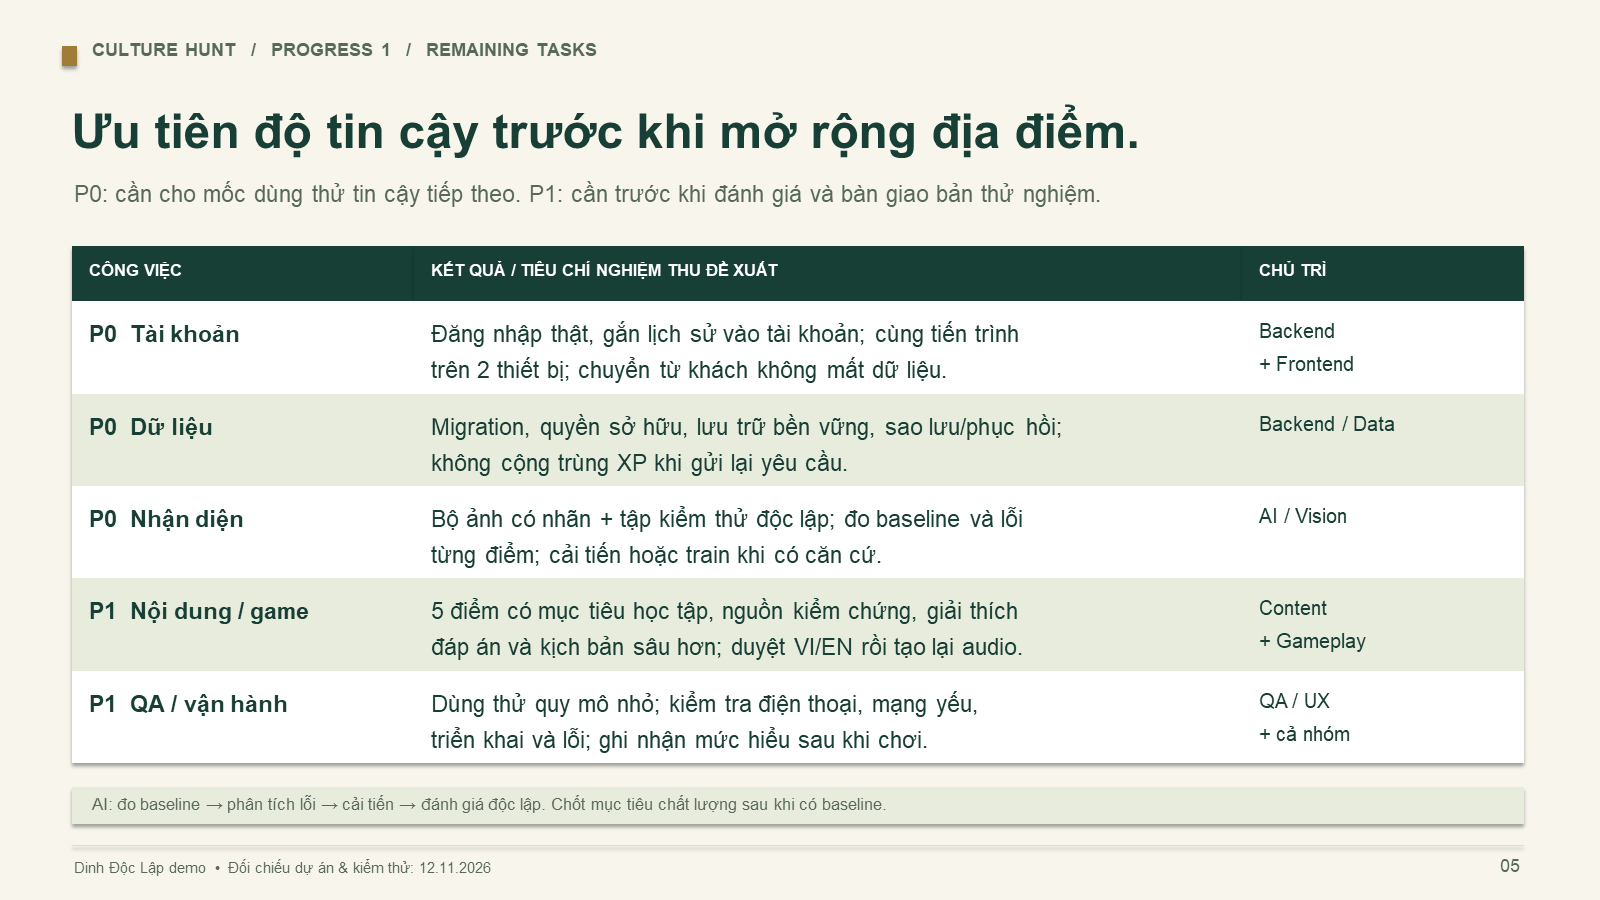 CULTURE HUNT / PROGRESS 1 / REMAINING TASKS
Ưu tiên độ tin cậy trước khi mở rộng địa điểm.
P0: cần cho mốc dùng thử tin cậy tiếp theo. P1: cần trước khi đánh giá và bàn giao bản thử nghiệm.
CÔNG VIỆC
KẾT QUẢ / TIÊU CHÍ NGHIỆM THU ĐỀ XUẤT
CHỦ TRÌ
P0 Tài khoản
Đăng nhập thật, gắn lịch sử vào tài khoản; cùng tiến trình
trên 2 thiết bị; chuyển từ khách không mất dữ liệu.
Backend
+ Frontend
P0 Dữ liệu
Migration, quyền sở hữu, lưu trữ bền vững, sao lưu/phục hồi;
không cộng trùng XP khi gửi lại yêu cầu.
Backend / Data
P0 Nhận diện
Bộ ảnh có nhãn + tập kiểm thử độc lập; đo baseline và lỗi
từng điểm; cải tiến hoặc train khi có căn cứ.
AI / Vision
P1 Nội dung / game
5 điểm có mục tiêu học tập, nguồn kiểm chứng, giải thích
đáp án và kịch bản sâu hơn; duyệt VI/EN rồi tạo lại audio.
Content
+ Gameplay
P1 QA / vận hành
Dùng thử quy mô nhỏ; kiểm tra điện thoại, mạng yếu,
triển khai và lỗi; ghi nhận mức hiểu sau khi chơi.
QA / UX
+ cả nhóm
AI: đo baseline → phân tích lỗi → cải tiến → đánh giá độc lập. Chốt mục tiêu chất lượng sau khi có baseline.
Dinh Độc Lập demo • Đối chiếu dự án & kiểm thử: 12.11.2026
05